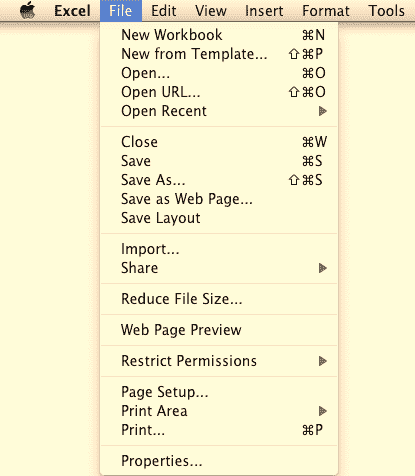 Excel File Edit View Insert Format Tools
New Workbook ⌘N
New from Template... ⇧⌘P
Open... ⌘O
Open URL... ⇧⌘O
Open Recent
Close ⌘W
Save ⌘S
Save As... ⇧⌘S
Save as Web Page...
Save Layout
Import...
Share
Reduce File Size...
Web Page Preview
Restrict Permissions
Page Setup...
Print Area
Print... ⌘P
Properties...